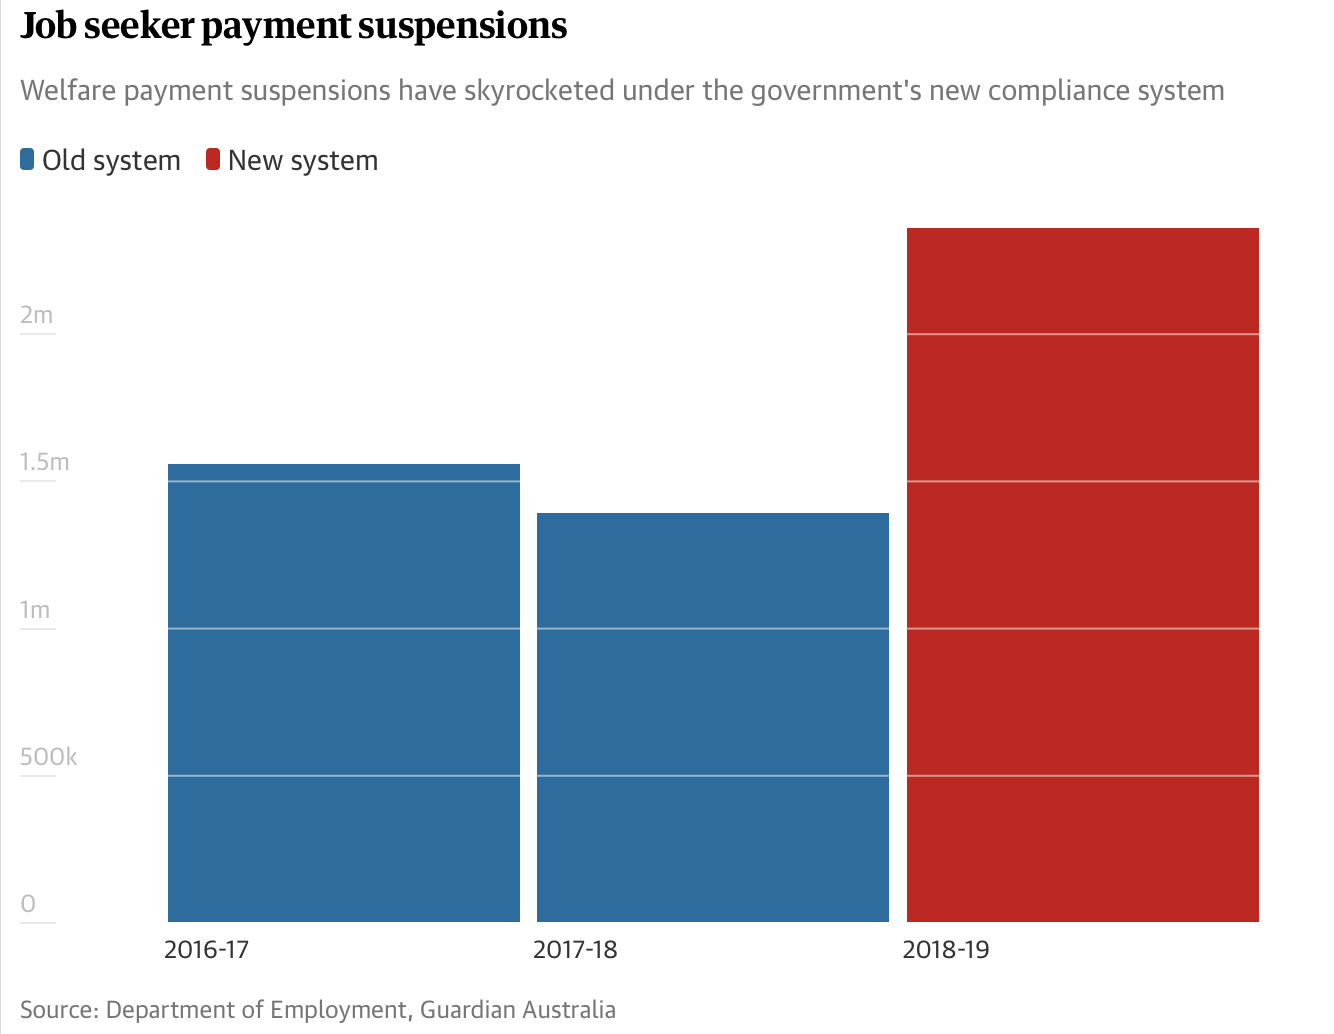 Job seeker payment suspensions
Welfare payment suspensions have skyrocketed under the government's new compliance system
Old system New system
2m
1.5m
1m
500k
0
2016-17 2017-18 2018-19
Source: Department of Employment, Guardian Australia